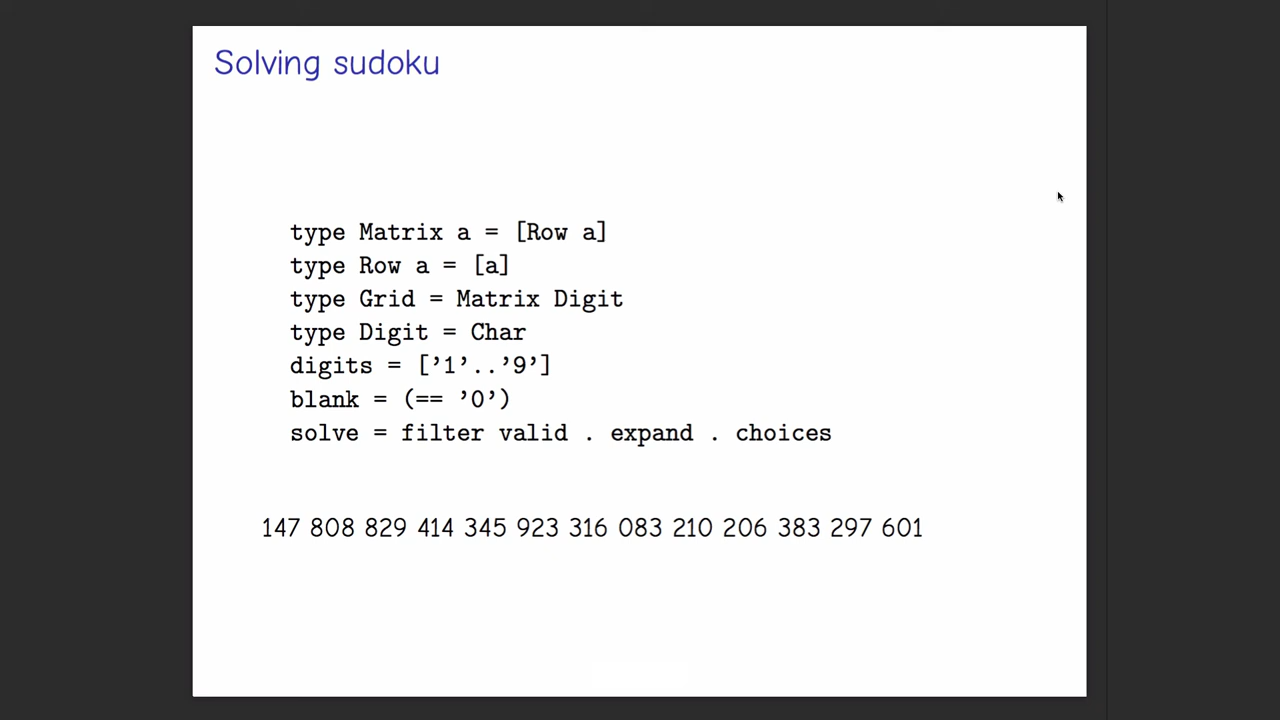 Solving sudoku
type Matrix a = [Row a]
type Row a = [a]
type Grid = Matrix Digit
type Digit = Char
digits = [’1’..’9’]
blank = (== ’0’)
solve = filter valid . expand . choices
147 808 829 414 345 923 316 083 210 206 383 297 601